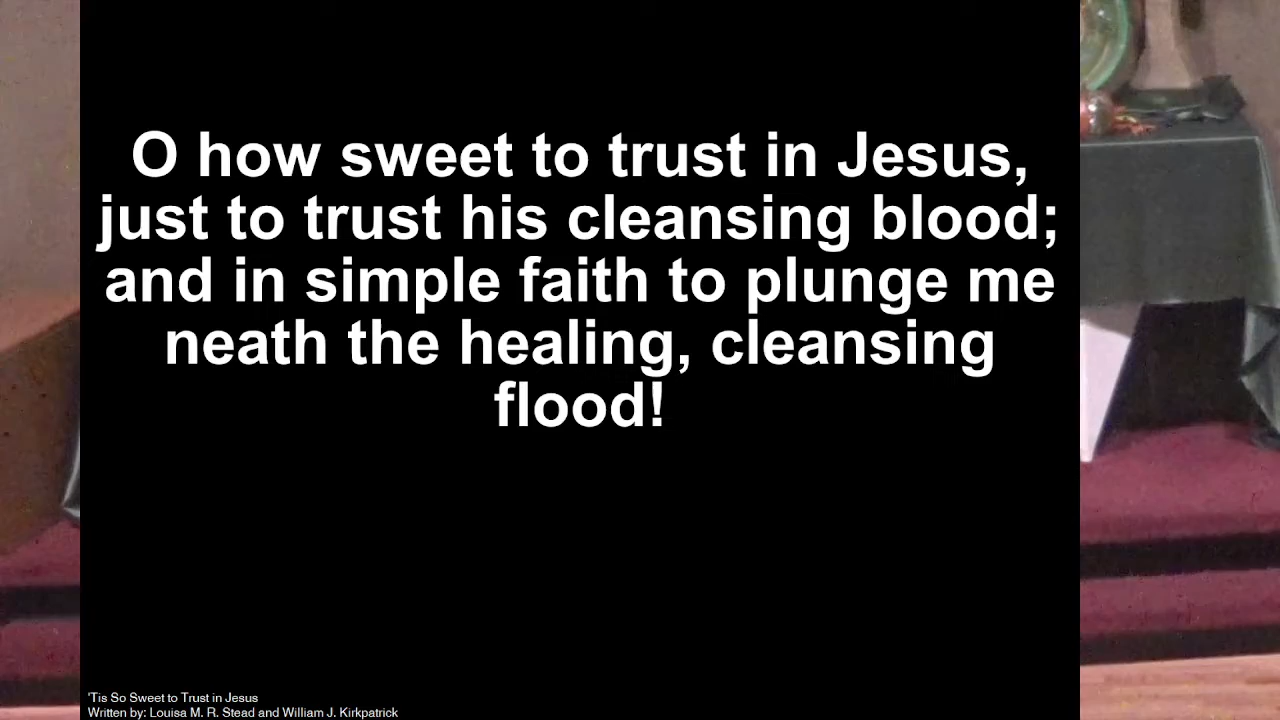 O how sweet to trust in Jesus,
just to trust his cleansing blood;
and in simple faith to plunge me
neath the healing, cleansing
flood!
'Tis So Sweet to Trust in Jesus
Written by: Louisa M. R. Stead and William J. Kirkpatrick